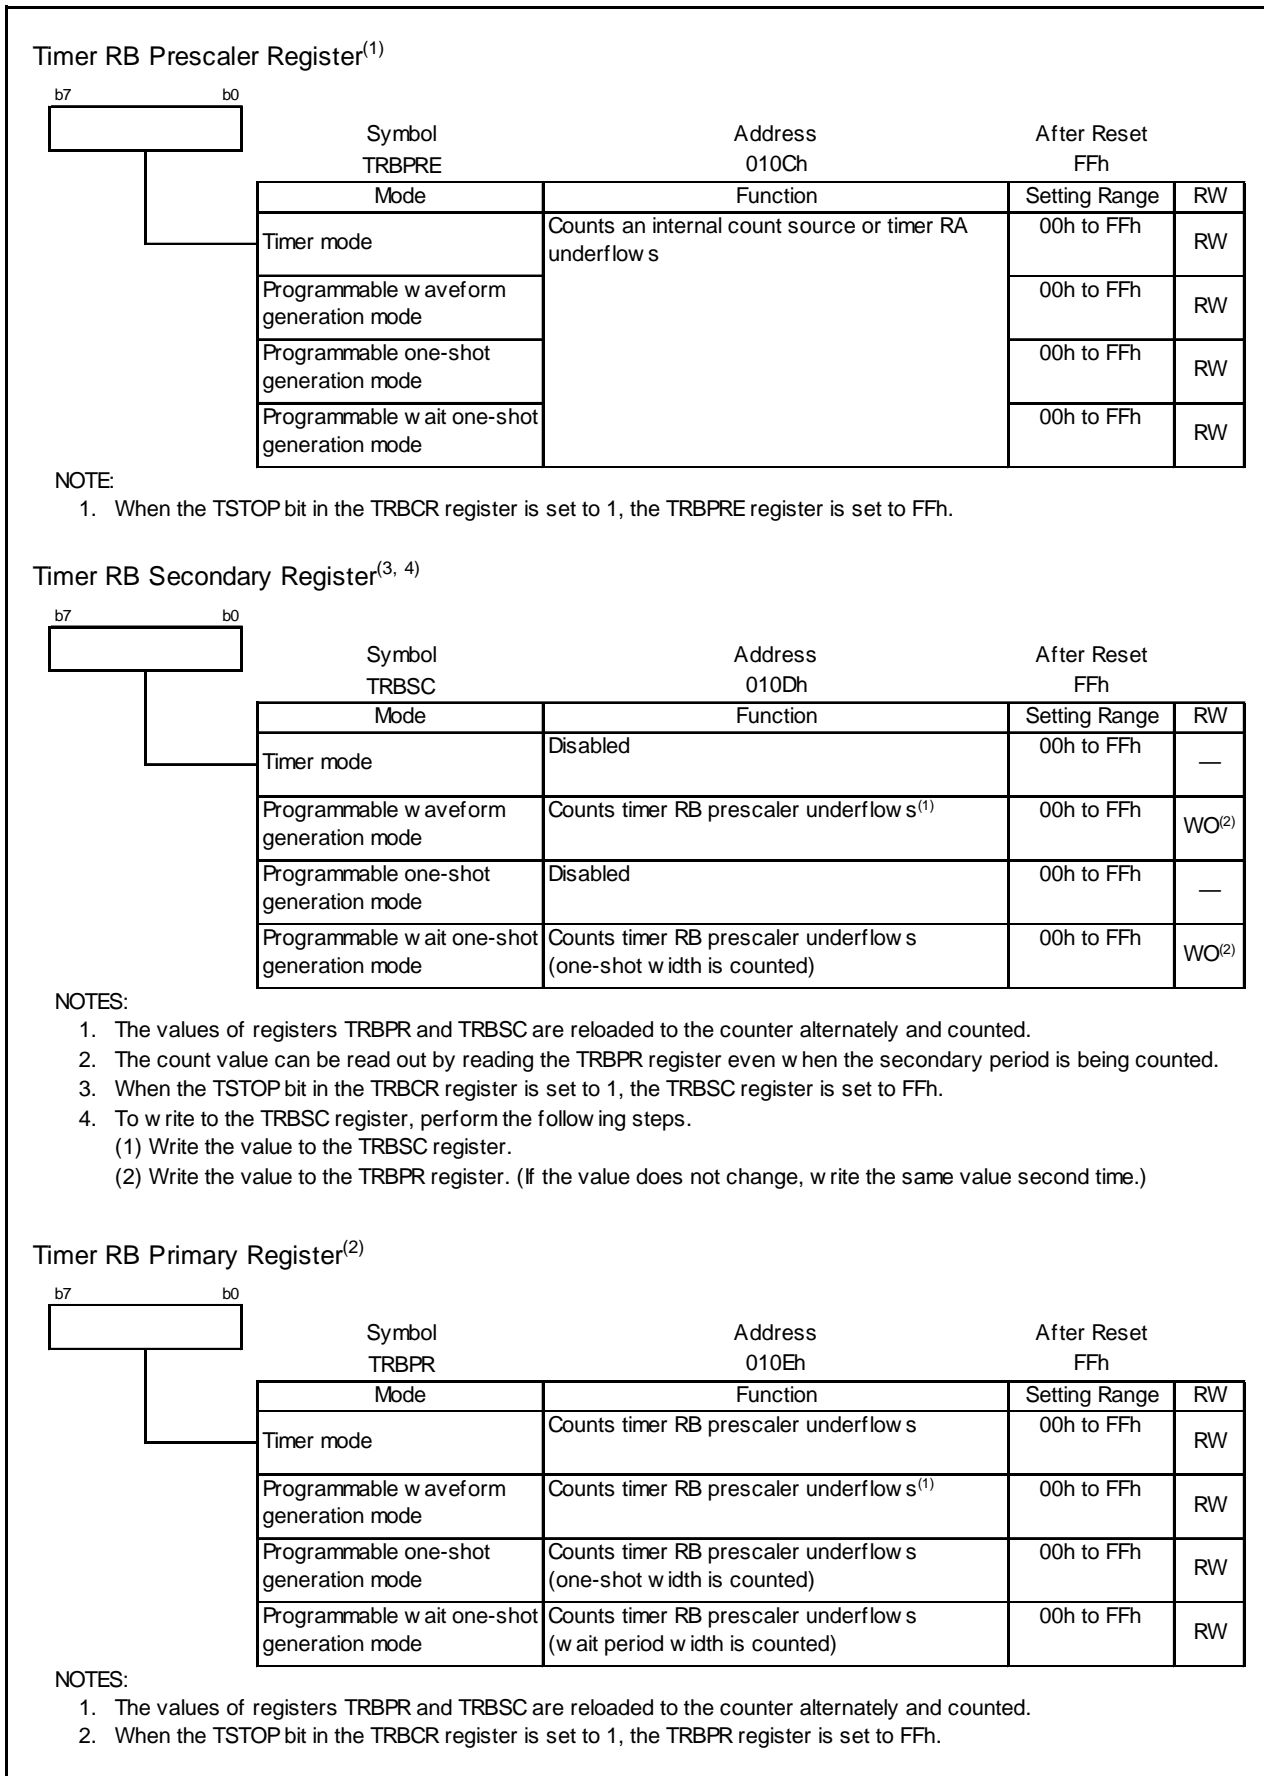 Timer RB Prescaler Register(1)
b7 b0
Symbol Address After Reset
TRBPRE 010Ch FFh
Mode Function Setting Range RW
Timer mode Counts an internal count source or timer RA underflows 00h to FFh RW
Programmable waveform generation mode 00h to FFh RW
Programmable one-shot generation mode 00h to FFh RW
Programmable wait one-shot generation mode 00h to FFh RW
NOTE:
1. When the TSTOP bit in the TRBCR register is set to 1, the TRBPRE register is set to FFh.
Timer RB Secondary Register(3, 4)
b7 b0
Symbol Address After Reset
TRBSC 010Dh FFh
Mode Function Setting Range RW
Timer mode Disabled 00h to FFh —
Programmable waveform generation mode Counts timer RB prescaler underflows(1) 00h to FFh WO(2)
Programmable one-shot generation mode Disabled 00h to FFh —
Programmable wait one-shot generation mode Counts timer RB prescaler underflows (one-shot width is counted) 00h to FFh WO(2)
NOTES:
1. The values of registers TRBPR and TRBSC are reloaded to the counter alternately and counted.
2. The count value can be read out by reading the TRBPR register even when the secondary period is being counted.
3. When the TSTOP bit in the TRBCR register is set to 1, the TRBSC register is set to FFh.
4. To write to the TRBSC register, perform the following steps.
(1) Write the value to the TRBSC register.
(2) Write the value to the TRBPR register. (If the value does not change, write the same value second time.)
Timer RB Primary Register(2)
b7 b0
Symbol Address After Reset
TRBPR 010Eh FFh
Mode Function Setting Range RW
Timer mode Counts timer RB prescaler underflows 00h to FFh RW
Programmable waveform generation mode Counts timer RB prescaler underflows(1) 00h to FFh RW
Programmable one-shot generation mode Counts timer RB prescaler underflows (one-shot width is counted) 00h to FFh RW
Programmable wait one-shot generation mode Counts timer RB prescaler underflows (wait period width is counted) 00h to FFh RW
NOTES:
1. The values of registers TRBPR and TRBSC are reloaded to the counter alternately and counted.
2. When the TSTOP bit in the TRBCR register is set to 1, the TRBPR register is set to FFh.